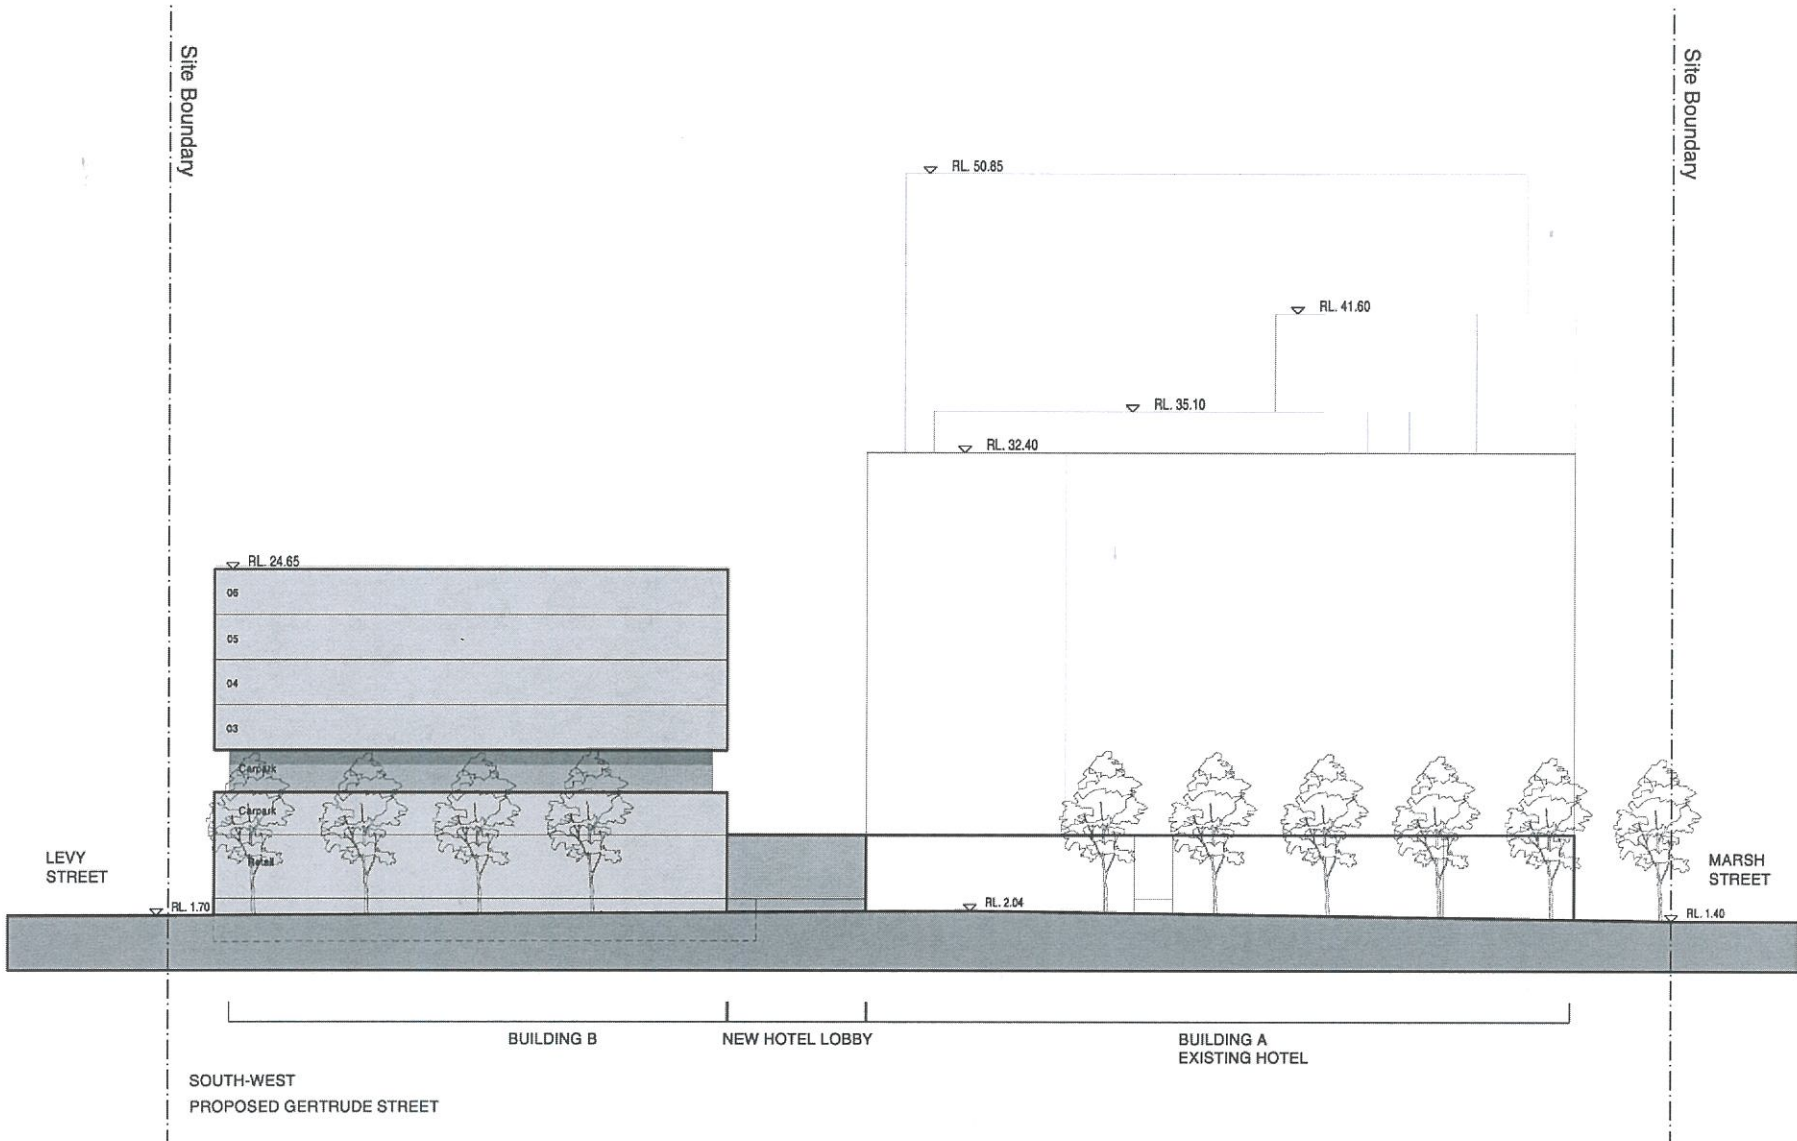 Site Boundary
Site Boundary
RL. 50.85
RL. 41.60
RL. 35.10
RL. 32.40
RL. 24.65
06
05
04
03
Carpark
Carpark
Retail
LEVY
STREET
MARSH
STREET
RL. 1.70
RL. 2.04
RL. 1.40
BUILDING B
NEW HOTEL LOBBY
BUILDING A
EXISTING HOTEL
SOUTH-WEST
PROPOSED GERTRUDE STREET